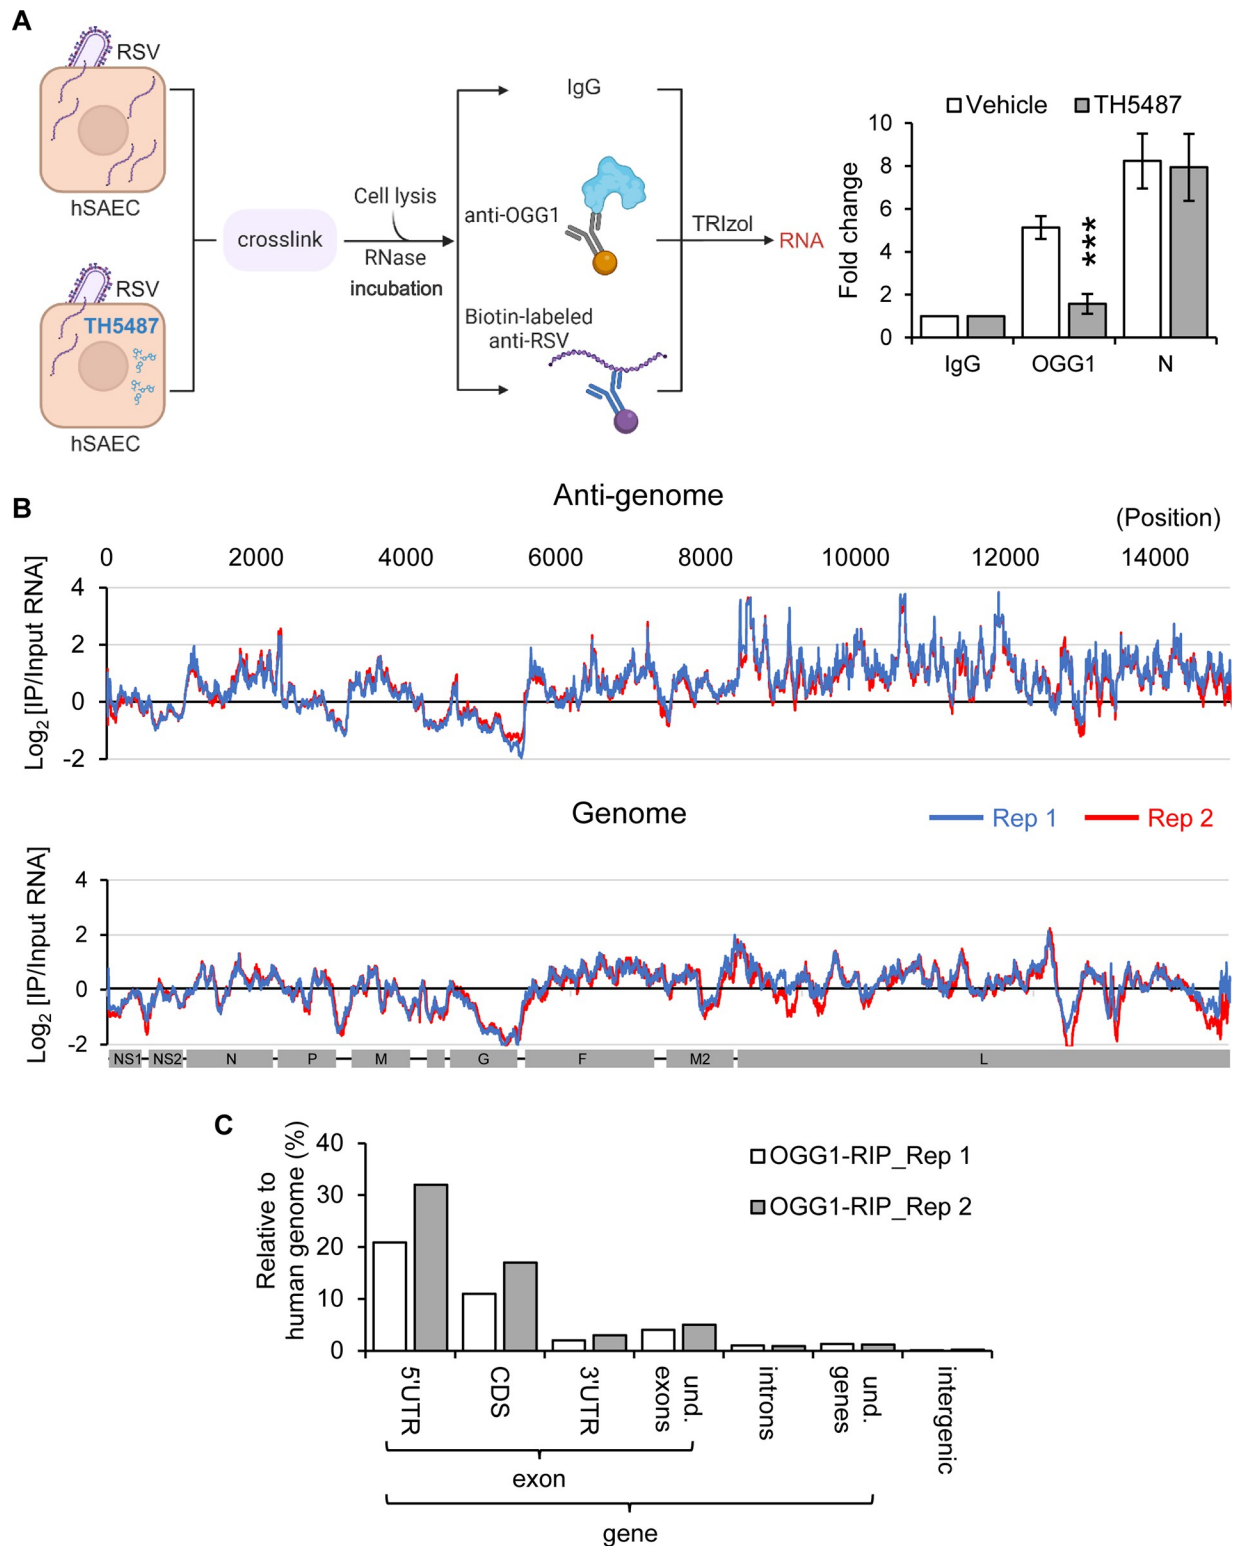 A
RSV
hSAEC
RSV
TH5487
hSAEC
crosslink
Cell lysis
RNase
incubation
IgG
anti-OGG1
Biotin-labeled
anti-RSV
TRIzol
RNA
Vehicle
TH5487
Fold change
10
8
6
4
2
0
***
IgG
OGG1
N
B
Anti-genome
(Position)
0
2000
4000
6000
8000
10000
12000
14000
Log2 [IP/Input RNA]
4
2
0
-2
Genome
Rep 1
Rep 2
Log2 [IP/Input RNA]
4
2
0
-2
NS1
NS2
N
P
M
G
F
M2
L
C
Relative to
human genome (%)
40
30
20
10
0
OGG1-RIP_Rep 1
OGG1-RIP_Rep 2
5'UTR
CDS
3'UTR
und.
exons
introns
und.
genes
intergenic
exon
gene